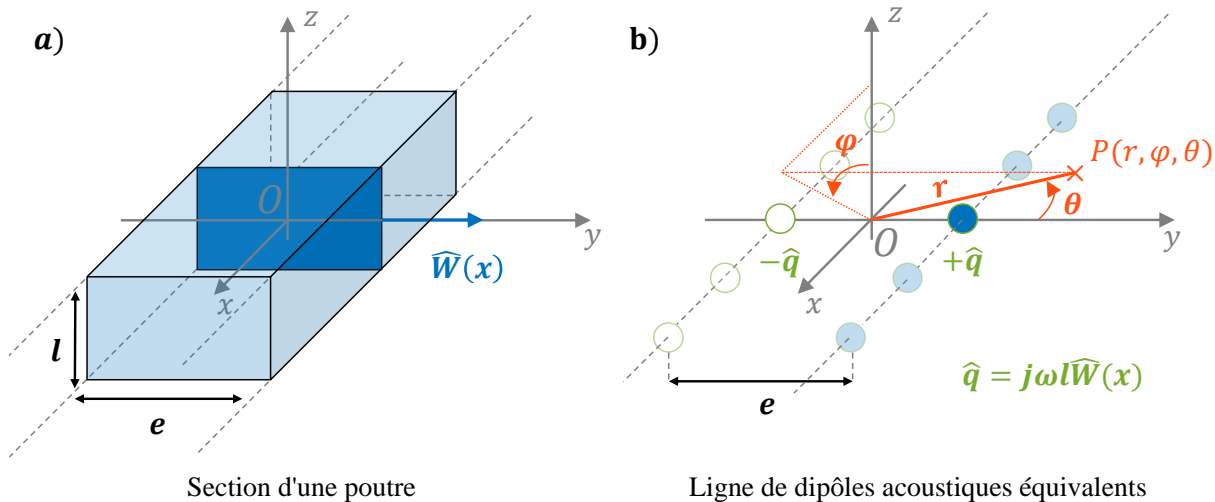 a)
z
O
y
Ŵ(x)
x
l
e
Section d'une poutre
b)
z
φ
P(r, φ, θ)
r
θ
O
y
−q̂
+q̂
x
q̂ = jωlŴ(x)
e
Ligne de dipôles acoustiques équivalents